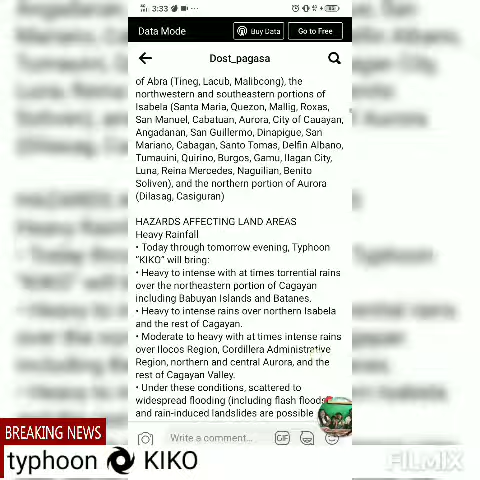 3:33
Data Mode
Buy Data
Go to Free
Dost_pagasa
of Abra (Tineg, Lacub, Malibcong), the
northwestern and southeastern portions of
Isabela (Santa Maria, Quezon, Mallig, Roxas,
San Manuel, Cabatuan, Aurora, City of Cauayan,
Angadanan, San Guillermo, Dinapigue, San
Mariano, Cabagan, Santo Tomas, Delfin Albano,
Tumauini, Quirino, Burgos, Gamu, Ilagan City,
Luna, Reina Mercedes, Naguilian, Benito
Soliven), and the northern portion of Aurora
(Dilasag, Casiguran)
HAZARDS AFFECTING LAND AREAS
Heavy Rainfall
• Today through tomorrow evening, Typhoon
"KIKO" will bring:
• Heavy to intense with at times torrential rains
over the northeastern portion of Cagayan
including Babuyan Islands and Batanes.
• Heavy to intense rains over northern Isabela
and the rest of Cagayan.
• Moderate to heavy with at times intense rains
over Ilocos Region, Cordillera Administrative
Region, northern and central Aurora, and the
rest of Cagayan Valley.
• Under these conditions, scattered to
widespread flooding (including flash floods
and rain-induced landslides are possible
Write a comment...
GIF
BREAKING NEWS
typhoon KIKO
FILMIX